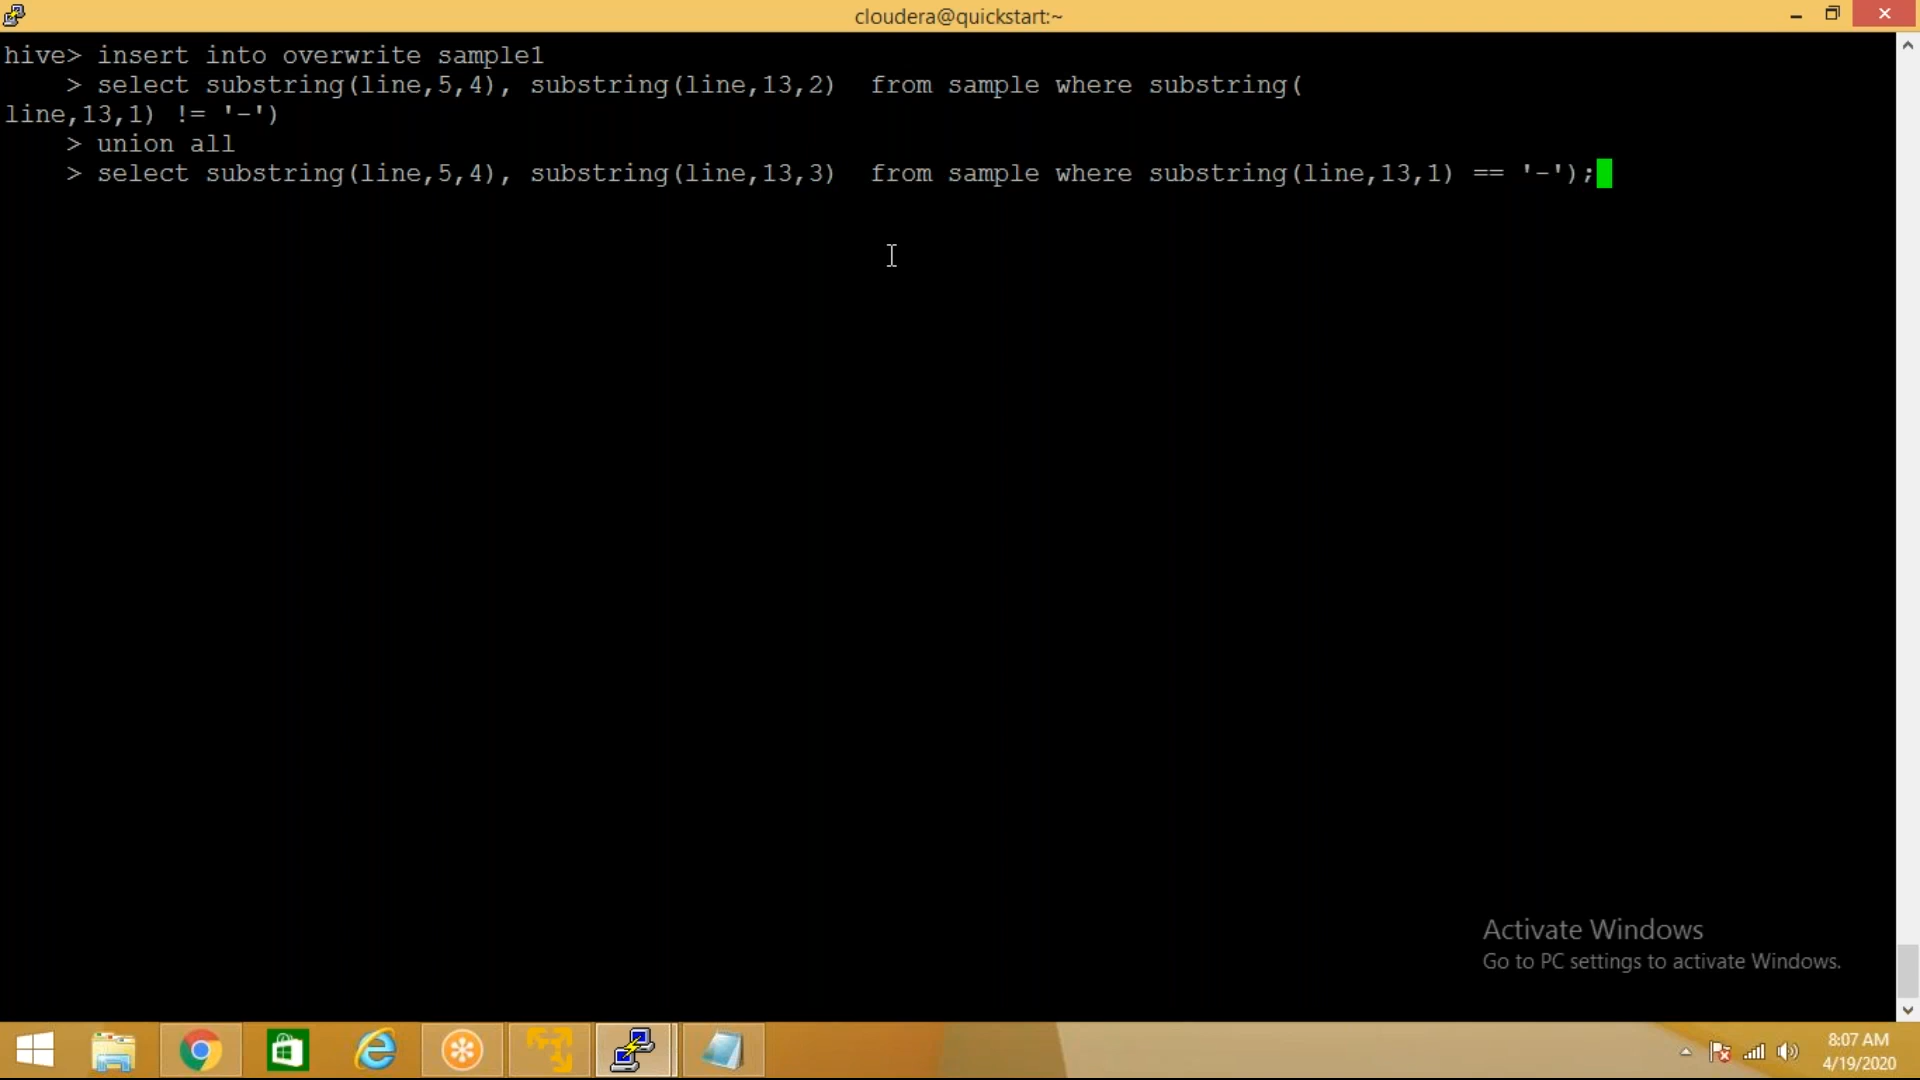 cloudera@quickstart:~
hive> insert into overwrite sample1
    > select substring(line,5,4), substring(line,13,2)  from sample where substring(
line,13,1) != '-')
    > union all
    > select substring(line,5,4), substring(line,13,3)  from sample where substring(line,13,1) == '-');
Activate Windows
Go to PC settings to activate Windows.
8:07 AM
4/19/2020